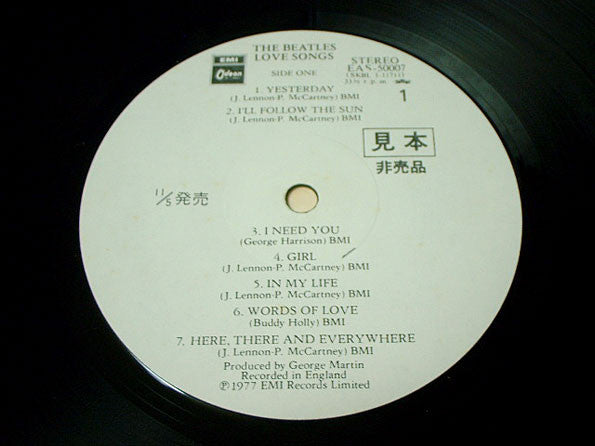 THE BEATLES
LOVE SONGS
EMI
Odeon
SIDE ONE
STEREO
EAS-50007
33⅓ r.p.m.
1
1. YESTERDAY
(J. Lennon-P. McCartney) BMI
2. I'LL FOLLOW THE SUN
(J. Lennon-P. McCartney) BMI
見本
非売品
11/5 発売
3. I NEED YOU
(George Harrison) BMI
4. GIRL
(J. Lennon-P. McCartney) BMI
5. IN MY LIFE
(J. Lennon-P. McCartney) BMI
6. WORDS OF LOVE
(Buddy Holly) BMI
7. HERE, THERE AND EVERYWHERE
(J. Lennon-P. McCartney) BMI
Produced by George Martin
Recorded in England
℗ 1977 EMI Records Limited